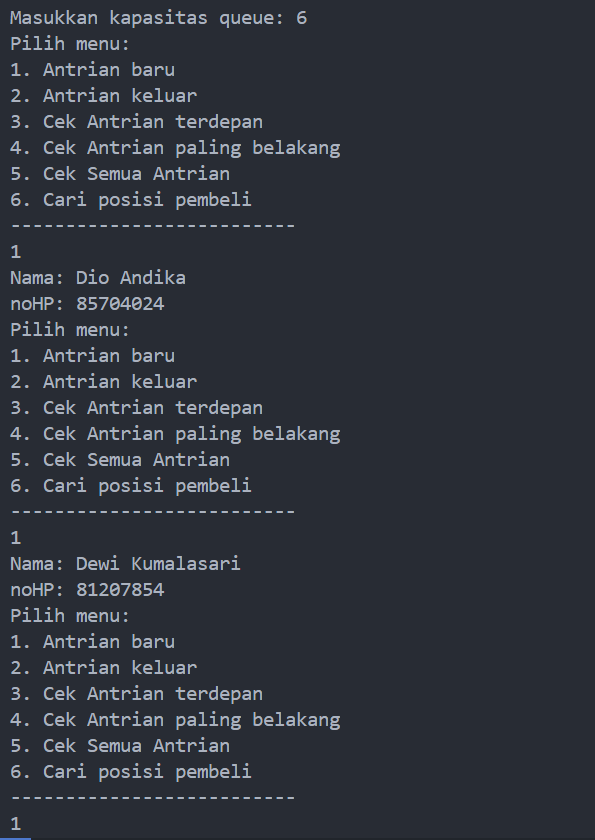 Masukkan kapasitas queue: 6
Pilih menu:
1. Antrian baru
2. Antrian keluar
3. Cek Antrian terdepan
4. Cek Antrian paling belakang
5. Cek Semua Antrian
6. Cari posisi pembeli
--------------------------
1
Nama: Dio Andika
noHP: 85704024
Pilih menu:
1. Antrian baru
2. Antrian keluar
3. Cek Antrian terdepan
4. Cek Antrian paling belakang
5. Cek Semua Antrian
6. Cari posisi pembeli
--------------------------
1
Nama: Dewi Kumalasari
noHP: 81207854
Pilih menu:
1. Antrian baru
2. Antrian keluar
3. Cek Antrian terdepan
4. Cek Antrian paling belakang
5. Cek Semua Antrian
6. Cari posisi pembeli
--------------------------
1